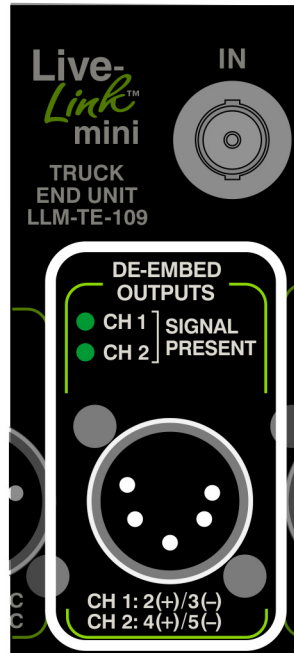 Live-
Link™
mini
IN
TRUCK
END UNIT
LLM-TE-109
DE-EMBED
OUTPUTS
CH 1
CH 2
SIGNAL
PRESENT
C
C
CH 1: 2(+)/3(–)
CH 2: 4(+)/5(–)